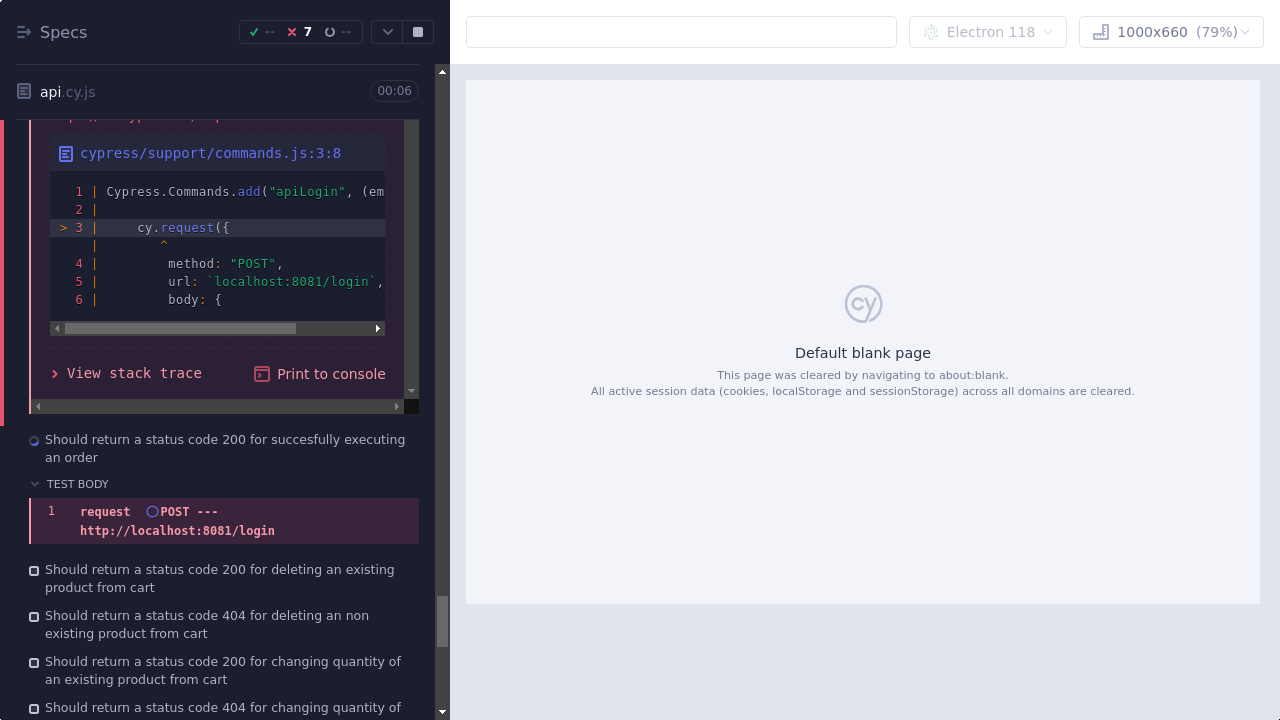 Specs
--
7
--
Electron 118
1000x660 (79%)
api.cy.js
00:06
cypress/support/commands.js:3:8
1 | Cypress.Commands.add("apiLogin", (em
2 |
> 3 |     cy.request({
|        ^
4 |         method: "POST",
5 |         url: `localhost:8081/login`,
6 |         body: {
View stack trace
Print to console
Should return a status code 200 for succesfully executing
an order
TEST BODY
1 request POST ---
http://localhost:8081/login
Should return a status code 200 for deleting an existing
product from cart
Should return a status code 404 for deleting an non
existing product from cart
Should return a status code 200 for changing quantity of
an existing product from cart
Should return a status code 404 for changing quantity of
cy
Default blank page
This page was cleared by navigating to about:blank.
All active session data (cookies, localStorage and sessionStorage) across all domains are cleared.